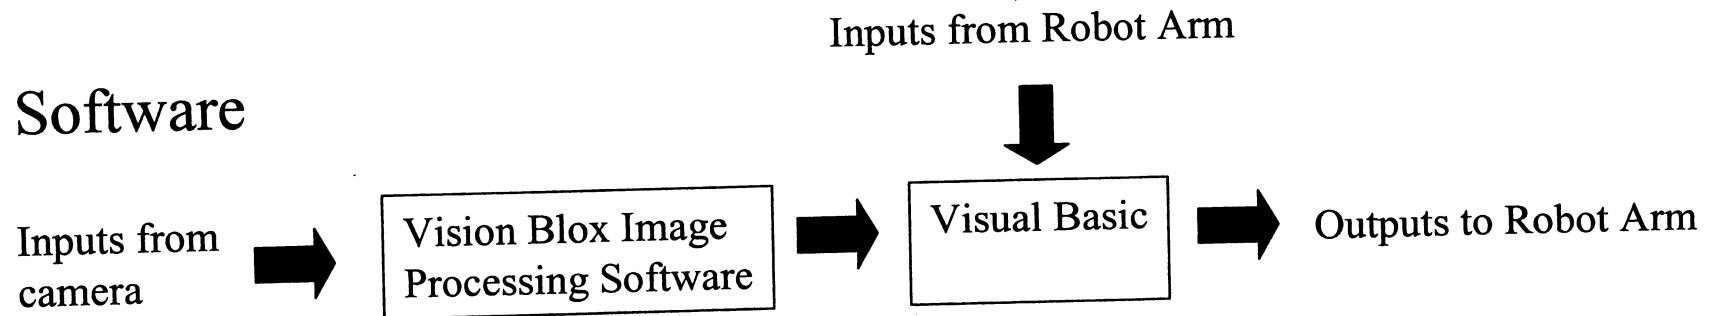 Inputs from Robot Arm
Software
Inputs from
camera
Vision Blox Image
Processing Software
Visual Basic
Outputs to Robot Arm